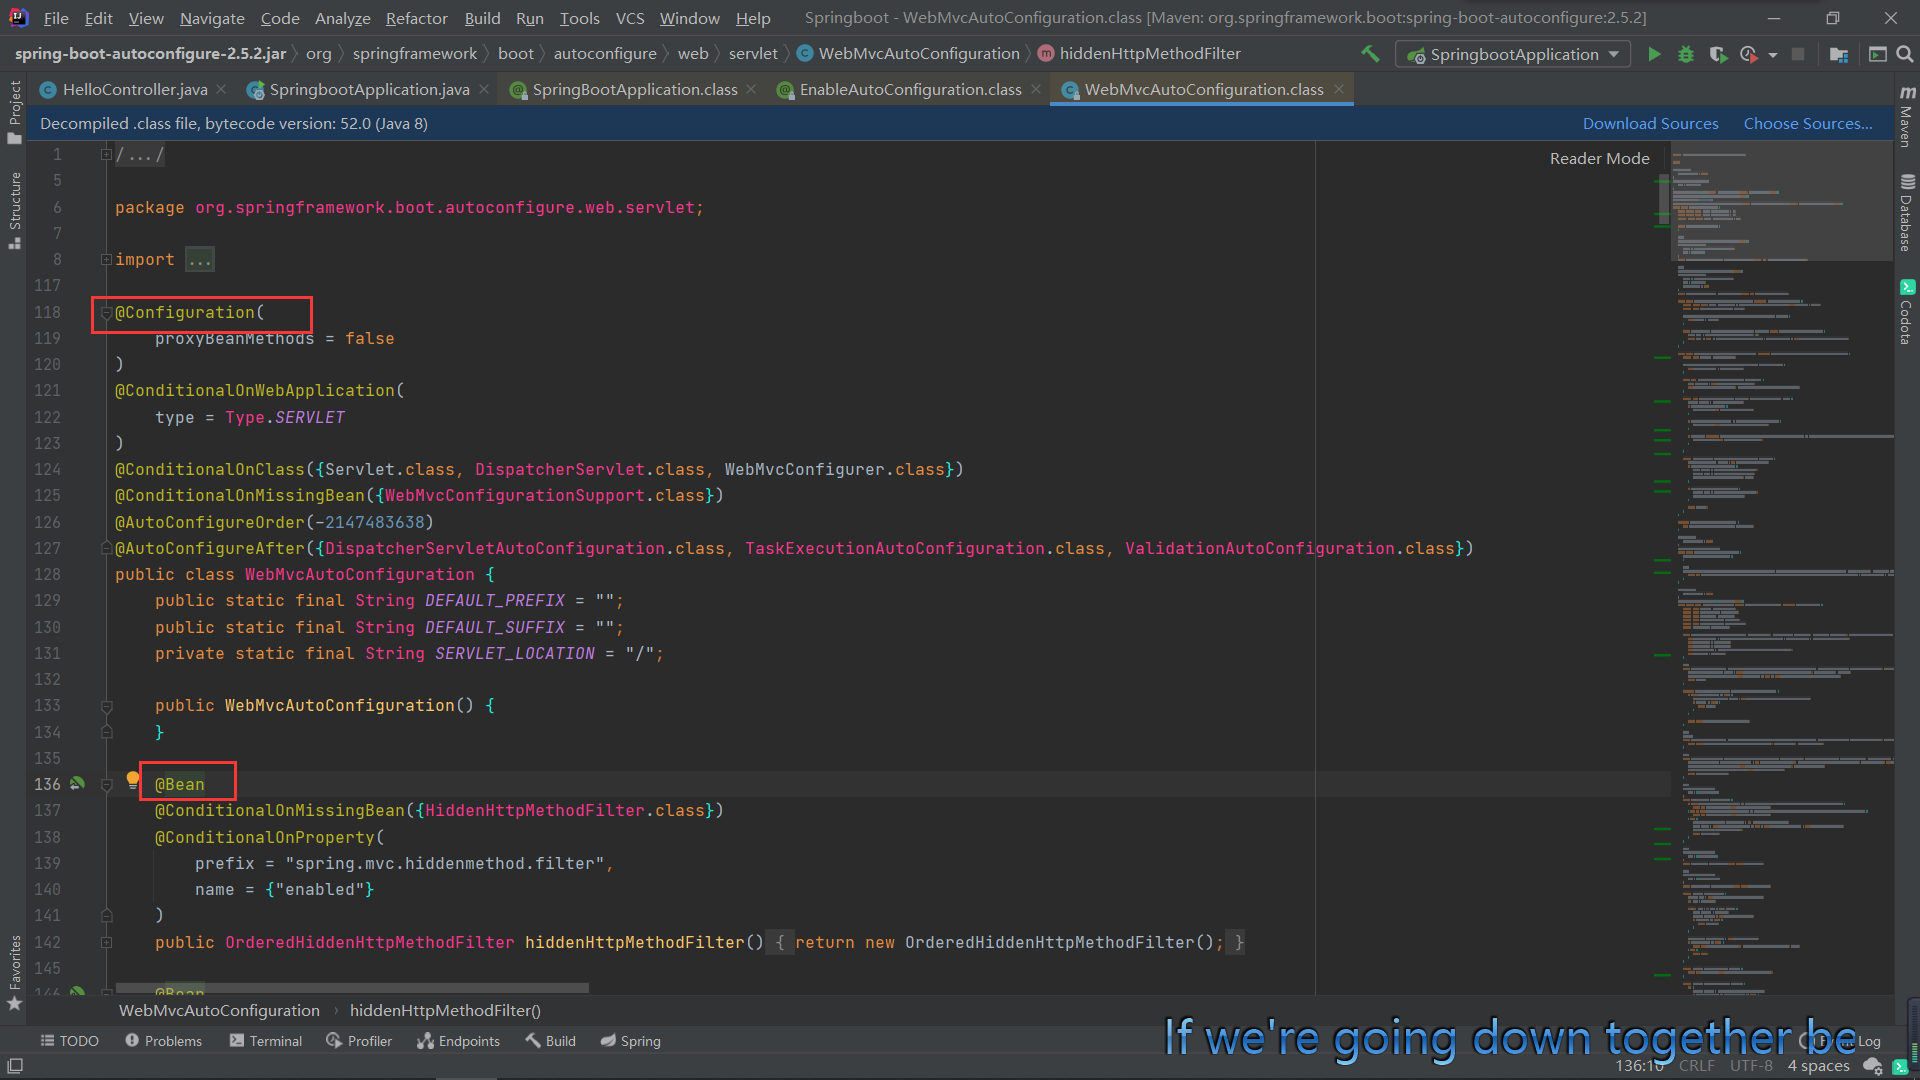 File Edit View Navigate Code Analyze Refactor Build Run Tools VCS Window Help Springboot - WebMvcAutoConfiguration.class [Maven: org.springframework.boot:spring-boot-autoconfigure:2.5.2]
spring-boot-autoconfigure-2.5.2.jar org springframework boot autoconfigure web servlet WebMvcAutoConfiguration hiddenHttpMethodFilter SpringbootApplication
HelloController.java SpringbootApplication.java SpringBootApplication.class EnableAutoConfiguration.class WebMvcAutoConfiguration.class
Decompiled .class file, bytecode version: 52.0 (Java 8) Download Sources Choose Sources...
Reader Mode
1 /.../
5
6 package org.springframework.boot.autoconfigure.web.servlet;
7
8 import ...
117
118 @Configuration(
119 proxyBeanMethods = false
120 )
121 @ConditionalOnWebApplication(
122 type = Type.SERVLET
123 )
124 @ConditionalOnClass({Servlet.class, DispatcherServlet.class, WebMvcConfigurer.class})
125 @ConditionalOnMissingBean({WebMvcConfigurationSupport.class})
126 @AutoConfigureOrder(-2147483638)
127 @AutoConfigureAfter({DispatcherServletAutoConfiguration.class, TaskExecutionAutoConfiguration.class, ValidationAutoConfiguration.class})
128 public class WebMvcAutoConfiguration {
129 public static final String DEFAULT_PREFIX = "";
130 public static final String DEFAULT_SUFFIX = "";
131 private static final String SERVLET_LOCATION = "/";
132
133 public WebMvcAutoConfiguration() {
134 }
135
136 @Bean
137 @ConditionalOnMissingBean({HiddenHttpMethodFilter.class})
138 @ConditionalOnProperty(
139 prefix = "spring.mvc.hiddenmethod.filter",
140 name = {"enabled"}
141 )
142 public OrderedHiddenHttpMethodFilter hiddenHttpMethodFilter() { return new OrderedHiddenHttpMethodFilter(); }
145
146 @Bean
Project
Structure
Favorites
Maven
Database
Codota
WebMvcAutoConfiguration hiddenHttpMethodFilter()
If we're going down together be
TODO Problems Terminal Profiler Endpoints Build Spring Log
136:10 CRLF UTF-8 4 spaces